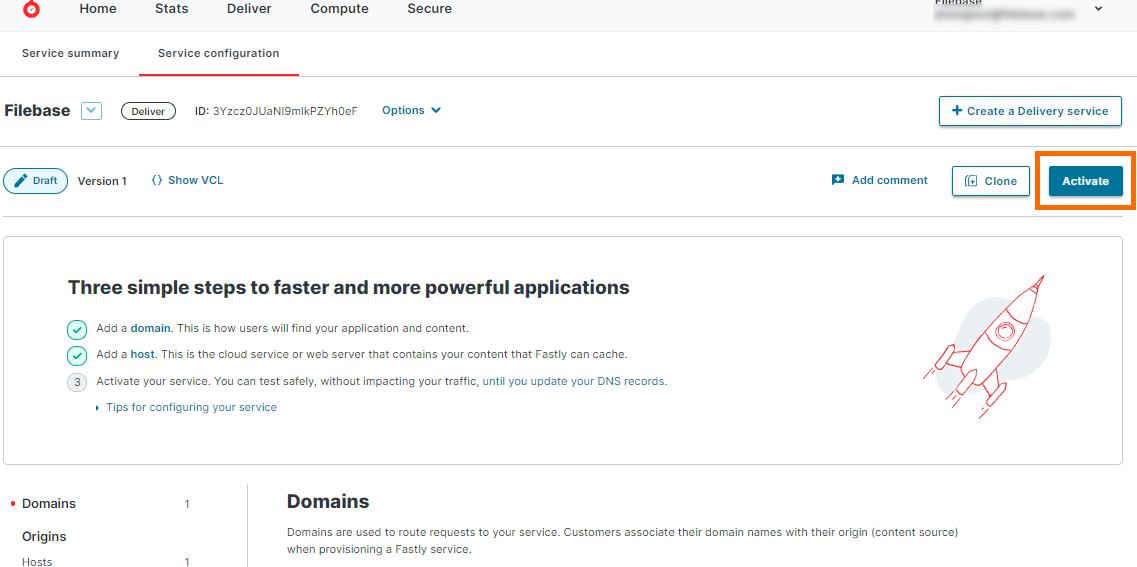 Home Stats Deliver Compute Secure Filebase
Service summary Service configuration
Filebase Deliver ID: 3Yzcz0JUaNl9mlkPZYh0eF Options + Create a Delivery service
Draft Version 1 {} Show VCL Add comment Clone Activate
Three simple steps to faster and more powerful applications
Add a domain. This is how users will find your application and content.
Add a host. This is the cloud service or web server that contains your content that Fastly can cache.
3 Activate your service. You can test safely, without impacting your traffic, until you update your DNS records.
Tips for configuring your service
Domains 1
Origins
Hosts 1
Domains
Domains are used to route requests to your service. Customers associate their domain names with their origin (content source)
when provisioning a Fastly service.